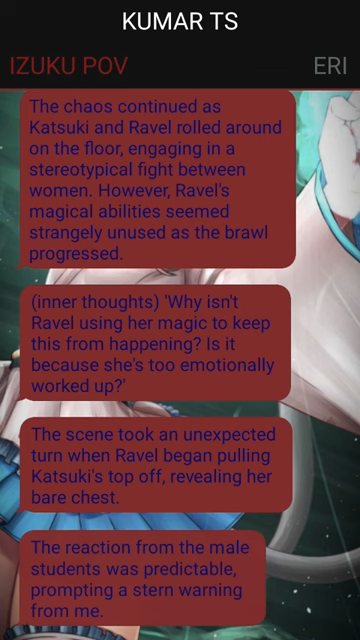 KUMAR TS
IZUKU POV
ERI
The chaos continued as
Katsuki and Ravel rolled around
on the floor, engaging in a
stereotypical fight between
women. However, Ravel's
magical abilities seemed
strangely unused as the brawl
progressed.
(inner thoughts) 'Why isn't
Ravel using her magic to keep
this from happening? Is it
because she's too emotionally
worked up?'
The scene took an unexpected
turn when Ravel began pulling
Katsuki's top off, revealing her
bare chest.
The reaction from the male
students was predictable,
prompting a stern warning
from me.